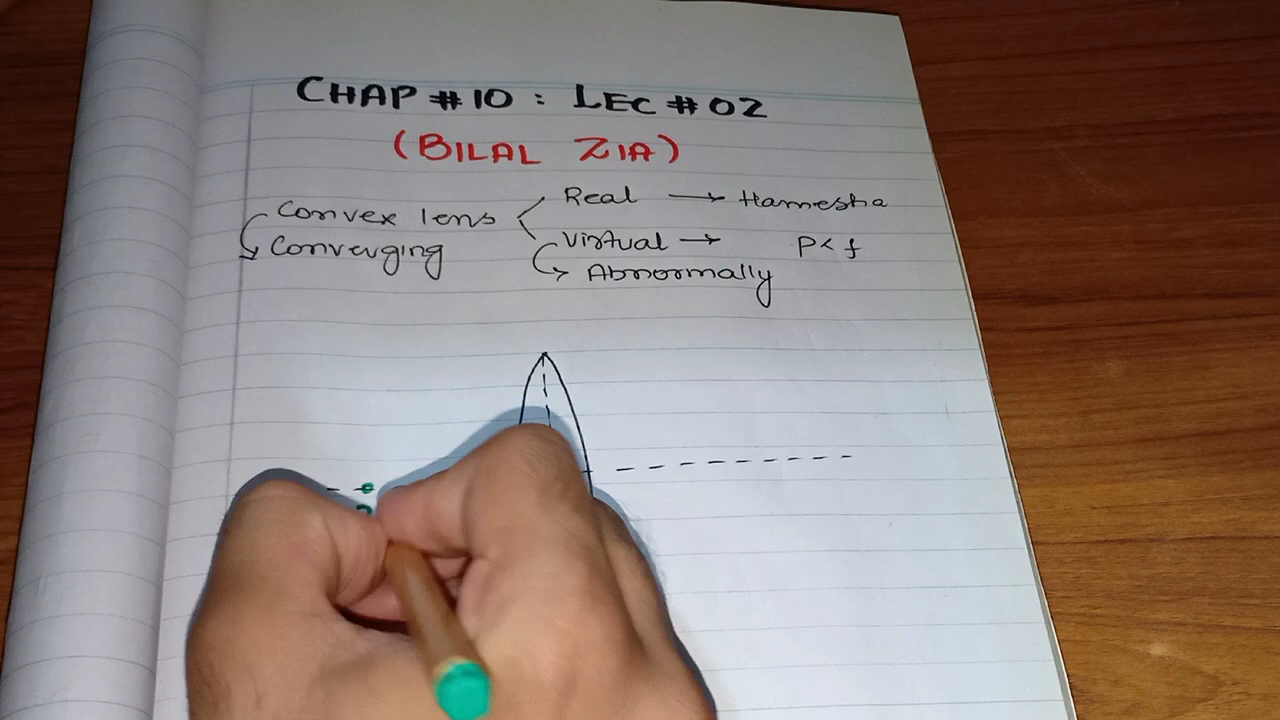 CHAP # 10 : LEC # 02
(BILAL ZIA)
Convex lens Real → Hamesha
Converging Virtual → P < f
Abnormally